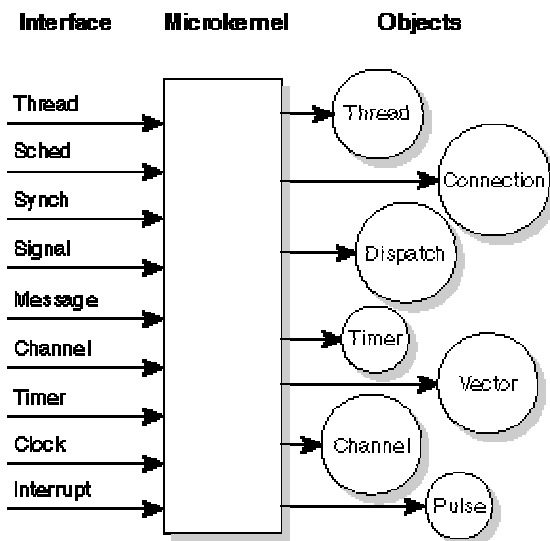 Interface Microkernel Objects
Thread
Sched
Synch
Signal
Message
Channel
Timer
Clock
Interrupt
Thread
Connection
Dispatch
Timer
Vector
Channel
Pulse